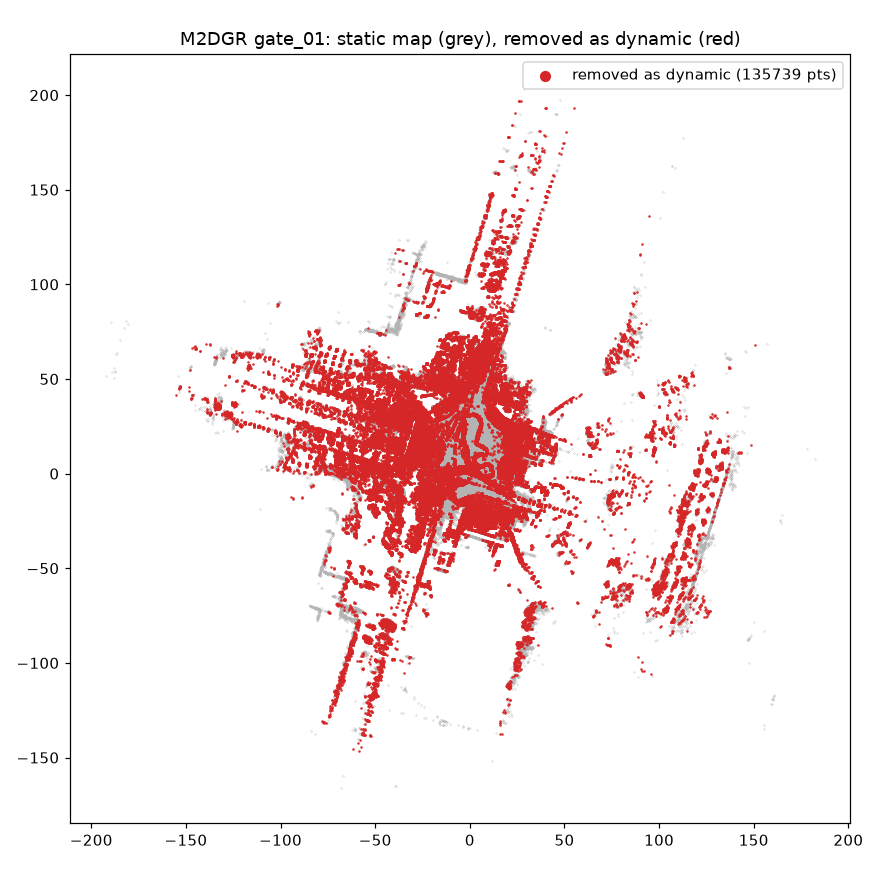 M2DGR gate_01: static map (grey), removed as dynamic (red)
removed as dynamic (135739 pts)
200
150
100
50
0
−50
−100
−150
−200 −150 −100 −50 0 50 100 150 200